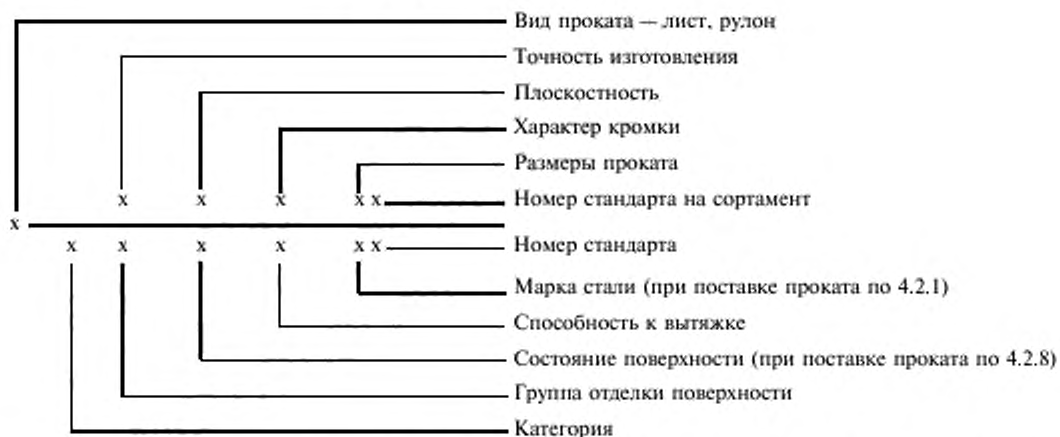 Вид проката — лист, рулон
Точность изготовления
Плоскостность
Характер кромки
Размеры проката
х х х х х Номер стандарта на сортамент
х
х х х х х х Номер стандарта
Марка стали (при поставке проката по 4.2.1)
Способность к вытяжке
Состояние поверхности (при поставке проката по 4.2.8)
Группа отделки поверхности
Категория